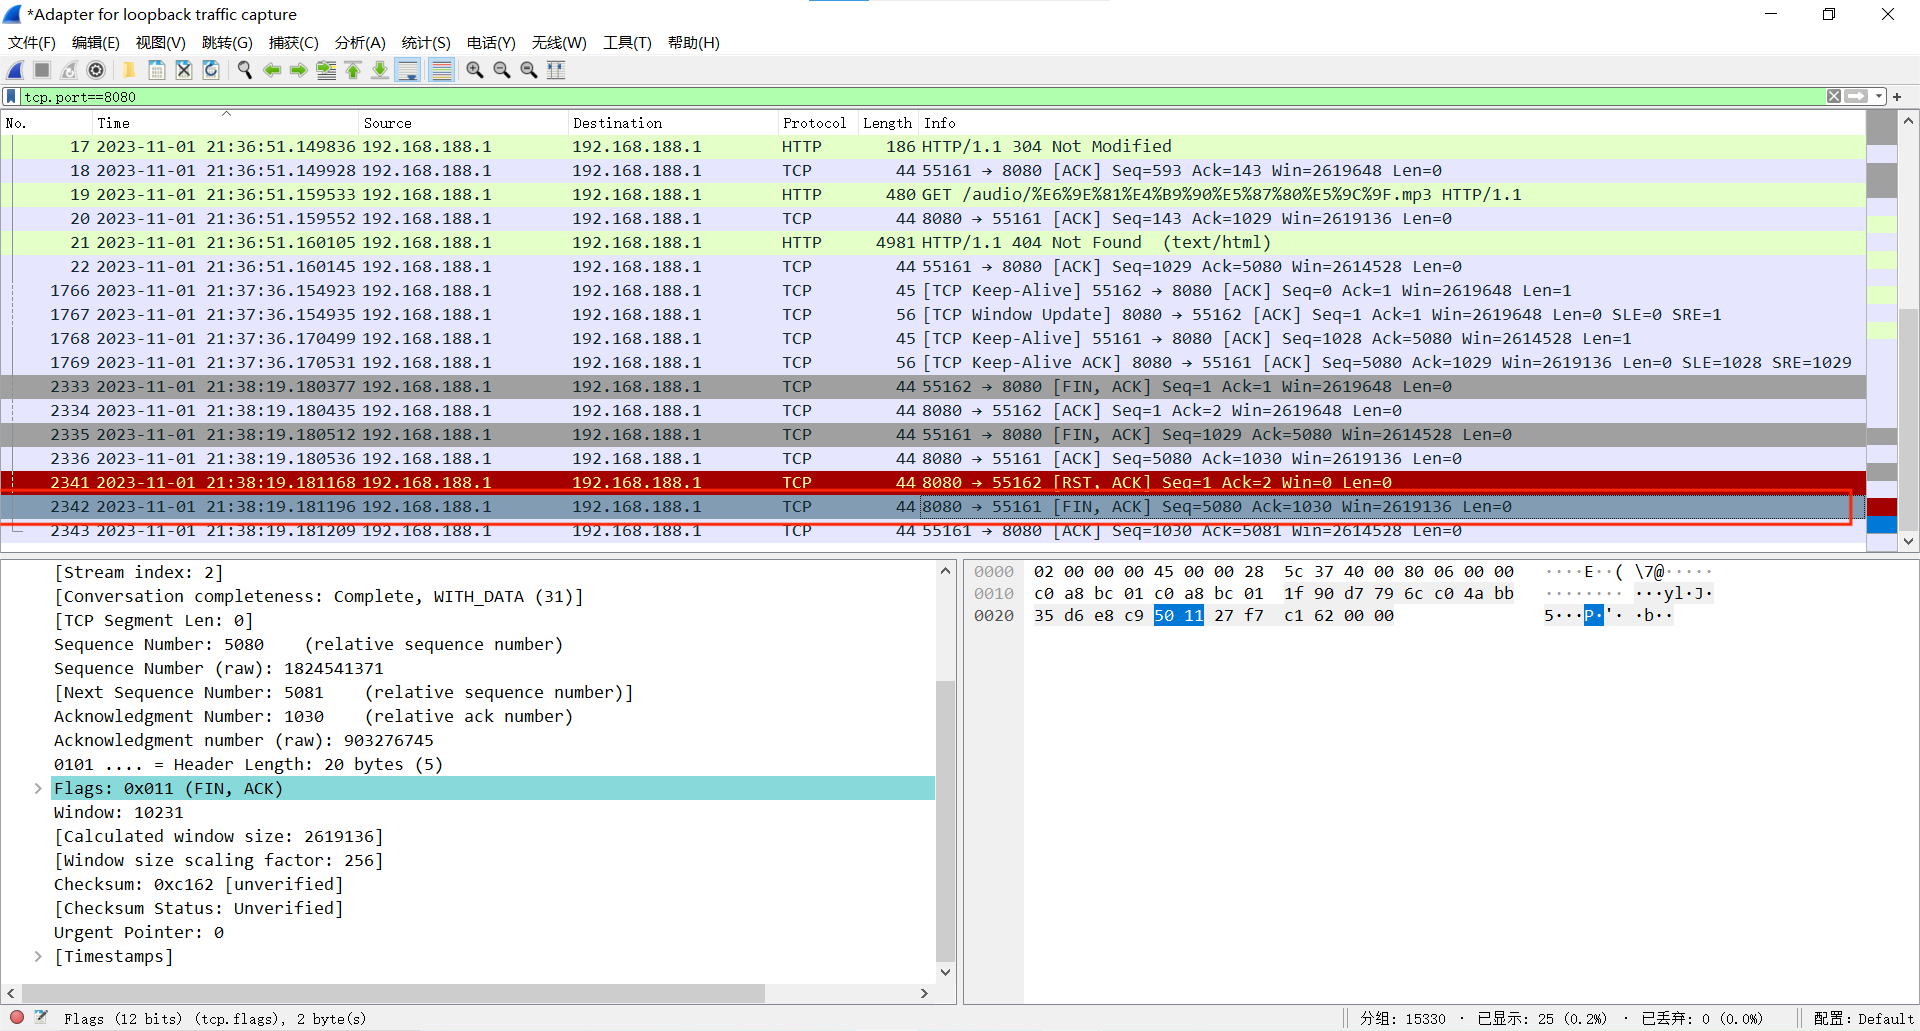 *Adapter for loopback traffic capture
文件(F) 编辑(E) 视图(V) 跳转(G) 捕获(C) 分析(A) 统计(S) 电话(Y) 无线(W) 工具(T) 帮助(H)
tcp.port==8080
No. Time Source Destination Protocol Length Info
17 2023-11-01 21:36:51.149836 192.168.188.1 192.168.188.1 HTTP 186 HTTP/1.1 304 Not Modified
18 2023-11-01 21:36:51.149928 192.168.188.1 192.168.188.1 TCP 44 55161 → 8080 [ACK] Seq=593 Ack=143 Win=2619648 Len=0
19 2023-11-01 21:36:51.159533 192.168.188.1 192.168.188.1 HTTP 480 GET /audio/%E6%9E%81%E4%B9%90%E5%87%80%E5%9C%9F.mp3 HTTP/1.1
20 2023-11-01 21:36:51.159552 192.168.188.1 192.168.188.1 TCP 44 8080 → 55161 [ACK] Seq=143 Ack=1029 Win=2619136 Len=0
21 2023-11-01 21:36:51.160105 192.168.188.1 192.168.188.1 HTTP 4981 HTTP/1.1 404 Not Found (text/html)
22 2023-11-01 21:36:51.160145 192.168.188.1 192.168.188.1 TCP 44 55161 → 8080 [ACK] Seq=1029 Ack=5080 Win=2614528 Len=0
1766 2023-11-01 21:37:36.154923 192.168.188.1 192.168.188.1 TCP 45 [TCP Keep-Alive] 55162 → 8080 [ACK] Seq=0 Ack=1 Win=2619648 Len=1
1767 2023-11-01 21:37:36.154935 192.168.188.1 192.168.188.1 TCP 56 [TCP Window Update] 8080 → 55162 [ACK] Seq=1 Ack=1 Win=2619648 Len=0 SLE=0 SRE=1
1768 2023-11-01 21:37:36.170499 192.168.188.1 192.168.188.1 TCP 45 [TCP Keep-Alive] 55161 → 8080 [ACK] Seq=1028 Ack=5080 Win=2614528 Len=1
1769 2023-11-01 21:37:36.170531 192.168.188.1 192.168.188.1 TCP 56 [TCP Keep-Alive ACK] 8080 → 55161 [ACK] Seq=5080 Ack=1029 Win=2619136 Len=0 SLE=1028 SRE=1029
2333 2023-11-01 21:38:19.180377 192.168.188.1 192.168.188.1 TCP 44 55162 → 8080 [FIN, ACK] Seq=1 Ack=1 Win=2619648 Len=0
2334 2023-11-01 21:38:19.180435 192.168.188.1 192.168.188.1 TCP 44 8080 → 55162 [ACK] Seq=1 Ack=2 Win=2619648 Len=0
2335 2023-11-01 21:38:19.180512 192.168.188.1 192.168.188.1 TCP 44 55161 → 8080 [FIN, ACK] Seq=1029 Ack=5080 Win=2614528 Len=0
2336 2023-11-01 21:38:19.180536 192.168.188.1 192.168.188.1 TCP 44 8080 → 55161 [ACK] Seq=5080 Ack=1030 Win=2619136 Len=0
2341 2023-11-01 21:38:19.181168 192.168.188.1 192.168.188.1 TCP 44 8080 → 55162 [RST, ACK] Seq=1 Ack=2 Win=0 Len=0
2342 2023-11-01 21:38:19.181196 192.168.188.1 192.168.188.1 TCP 44 8080 → 55161 [FIN, ACK] Seq=5080 Ack=1030 Win=2619136 Len=0
2343 2023-11-01 21:38:19.181209 192.168.188.1 192.168.188.1 TCP 44 55161 → 8080 [ACK] Seq=1030 Ack=5081 Win=2614528 Len=0
[Stream index: 2]
[Conversation completeness: Complete, WITH_DATA (31)]
[TCP Segment Len: 0]
Sequence Number: 5080 (relative sequence number)
Sequence Number (raw): 1824541371
[Next Sequence Number: 5081 (relative sequence number)]
Acknowledgment Number: 1030 (relative ack number)
Acknowledgment number (raw): 903276745
0101 .... = Header Length: 20 bytes (5)
Flags: 0x011 (FIN, ACK)
Window: 10231
[Calculated window size: 2619136]
[Window size scaling factor: 256]
Checksum: 0xc162 [unverified]
[Checksum Status: Unverified]
Urgent Pointer: 0
[Timestamps]
0000 02 00 00 00 45 00 00 28 5c 37 40 00 80 06 00 00 ····E··( \7@·····
0010 c0 a8 bc 01 c0 a8 bc 01 1f 90 d7 79 6c c0 4a bb ········ ···yl·J·
0020 35 d6 e8 c9 50 11 27 f7 c1 62 00 00 5···P·'· ·b··
Flags (12 bits) (tcp.flags), 2 byte(s) 分组: 15330 · 已显示: 25 (0.2%) · 已丢弃: 0 (0.0%) 配置: Default